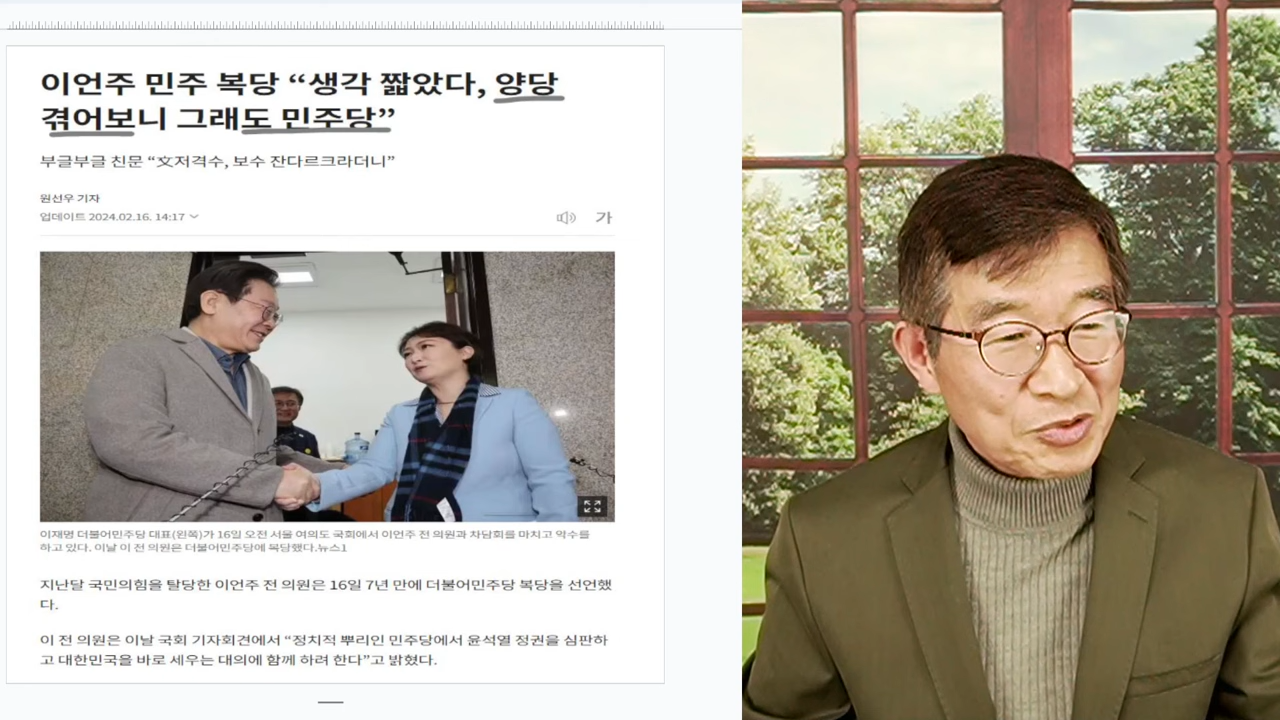 이언주 민주 복당 “생각 짧았다, 양당
겪어보니 그래도 민주당”
부글부글 친문 “文저격수, 보수 잔다르크라더니”
원선우 기자
업데이트 2024.02.16. 14:17
가
이재명 더불어민주당 대표(왼쪽)가 16일 오전 서울 여의도 국회에서 이언주 전 의원과 차담회를 마치고 악수를
하고 있다. 이날 이 전 의원은 더불어민주당에 복당했다.뉴스1
지난달 국민의힘을 탈당한 이언주 전 의원은 16일 7년 만에 더불어민주당 복당을 선언했
다.
이 전 의원은 이날 국회 기자회견에서 “정치적 뿌리인 민주당에서 윤석열 정권을 심판하
고 대한민국을 바로 세우는 대의에 함께 하려 한다”고 밝혔다.